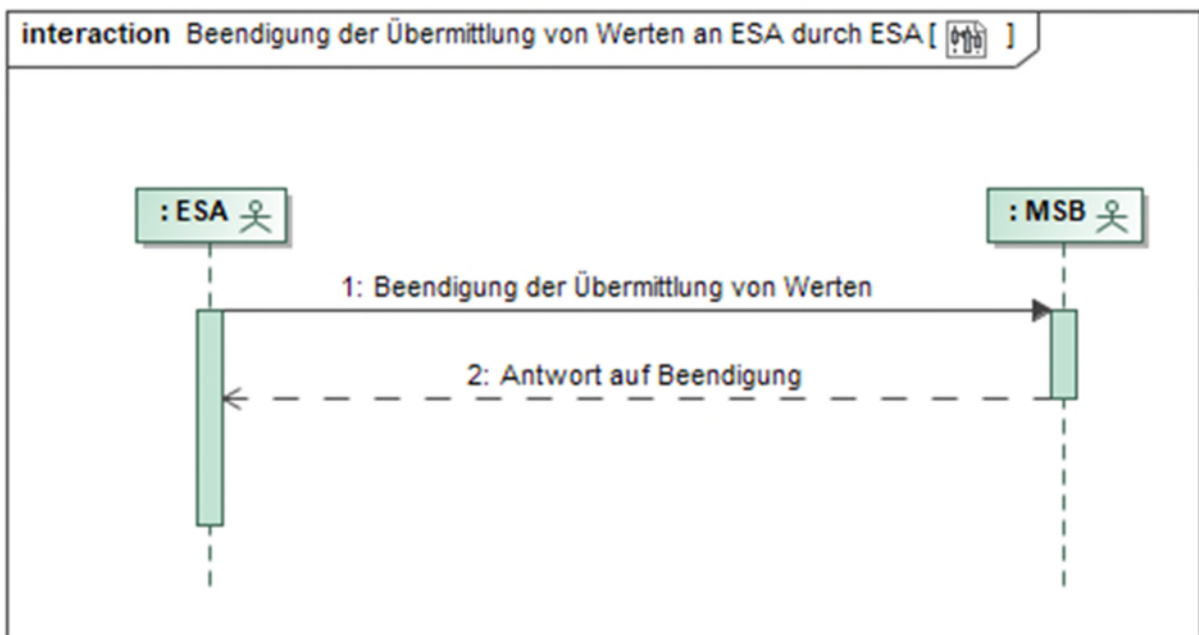 interaction Beendigung der Übermittlung von Werten an ESA durch ESA [ ]
: ESA
: MSB
1: Beendigung der Übermittlung von Werten
2: Antwort auf Beendigung